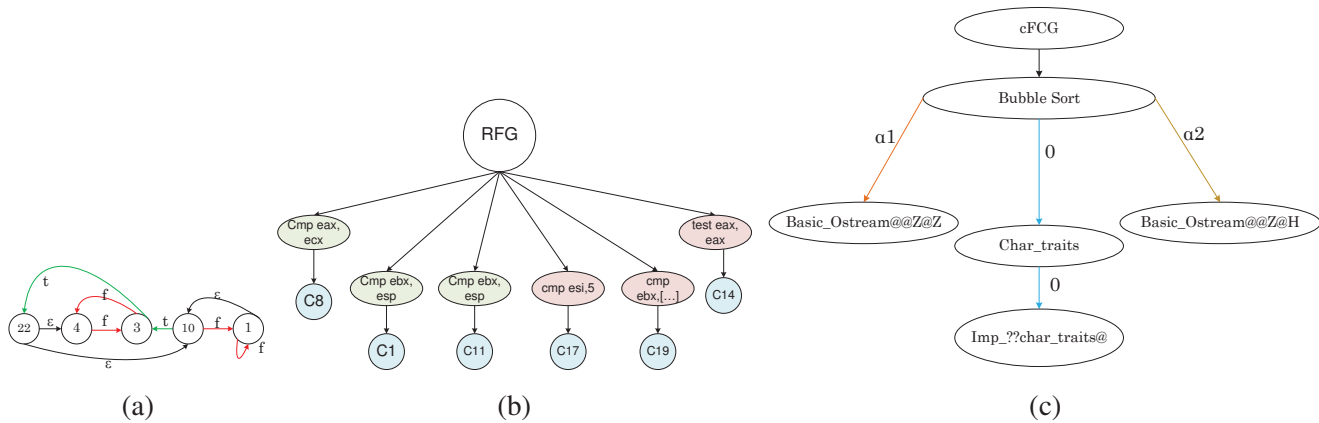 t
f
ε
22
ε
4
f
3
t
10
f
1
f
ε
(a)
RFG
Cmp eax,
ecx
C8
Cmp ebx,
esp
C1
Cmp ebx,
esp
C11
cmp esi,5
C17
cmp
ebx,[...]
C19
test eax,
eax
C14
(b)
cFCG
Bubble Sort
α1
0
α2
Basic_Ostream@@Z@Z
Char_traits
Basic_Ostream@@Z@H
0
Imp_??char_traits@
(c)